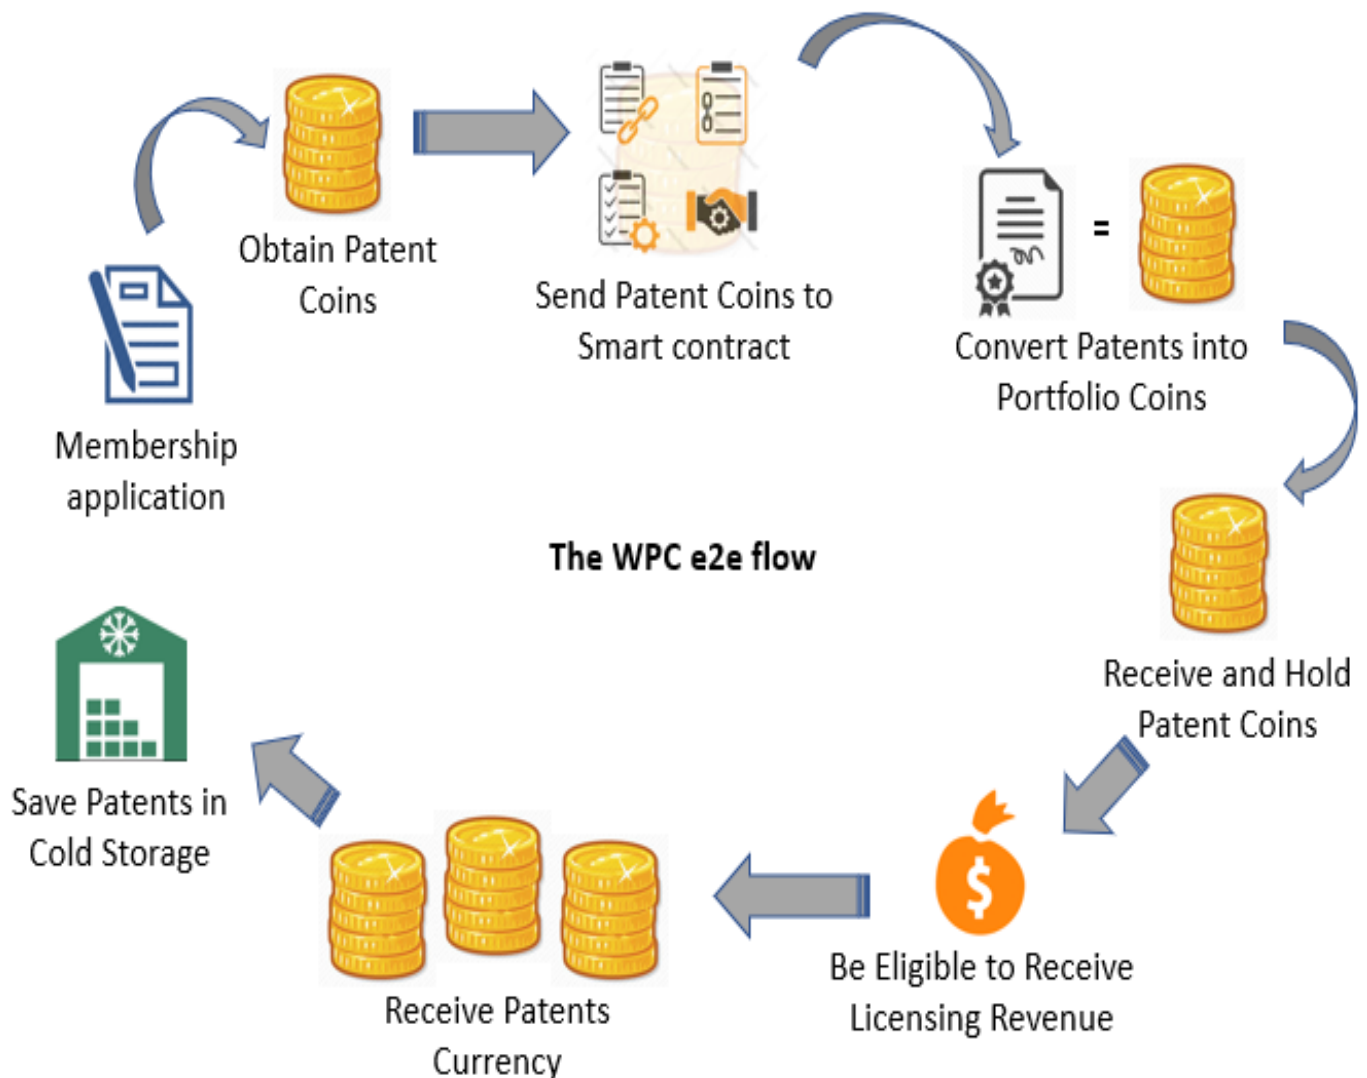 Obtain Patent
Coins
Send Patent Coins to
Smart contract
=
Convert Patents into
Portfolio Coins
Membership
application
The WPC e2e flow
Receive and Hold
Patent Coins
Save Patents in
Cold Storage
$
Be Eligible to Receive
Licensing Revenue
Receive Patents
Currency